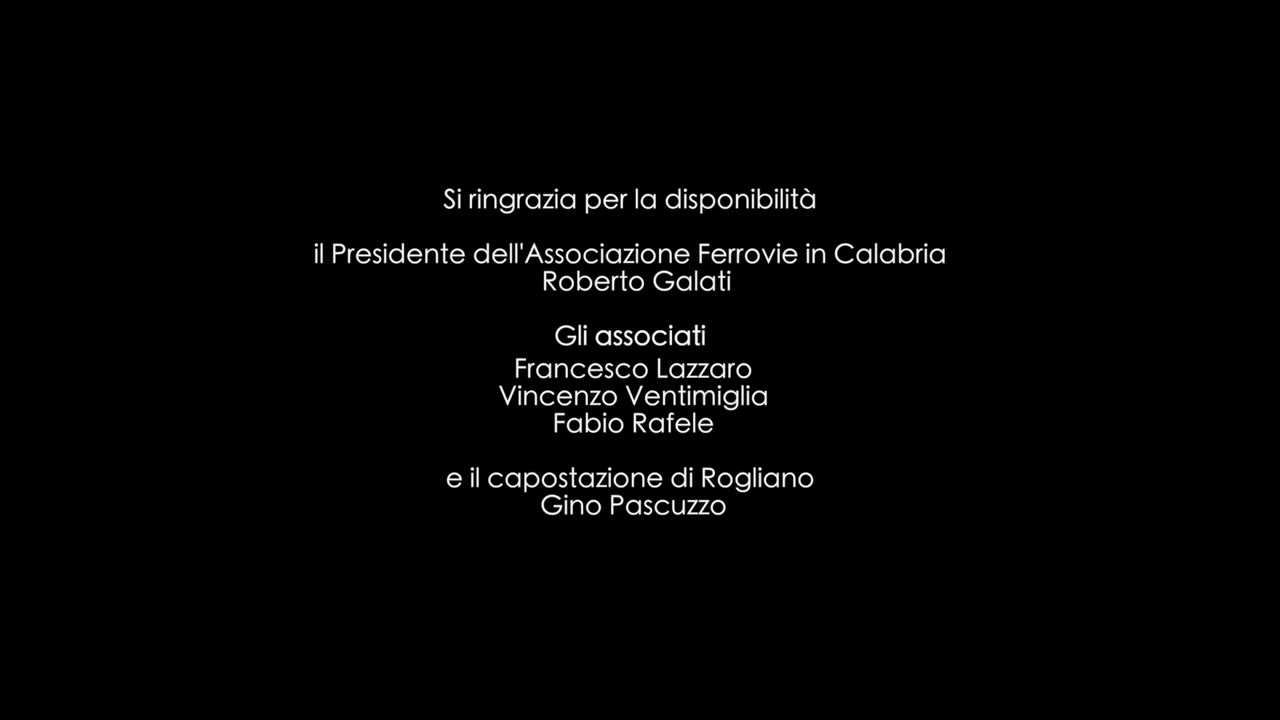 Si ringrazia per la disponibilità
il Presidente dell'Associazione Ferrovie in Calabria
Roberto Galati
Gli associati
Francesco Lazzaro
Vincenzo Ventimiglia
Fabio Rafele
e il capostazione di Rogliano
Gino Pascuzzo